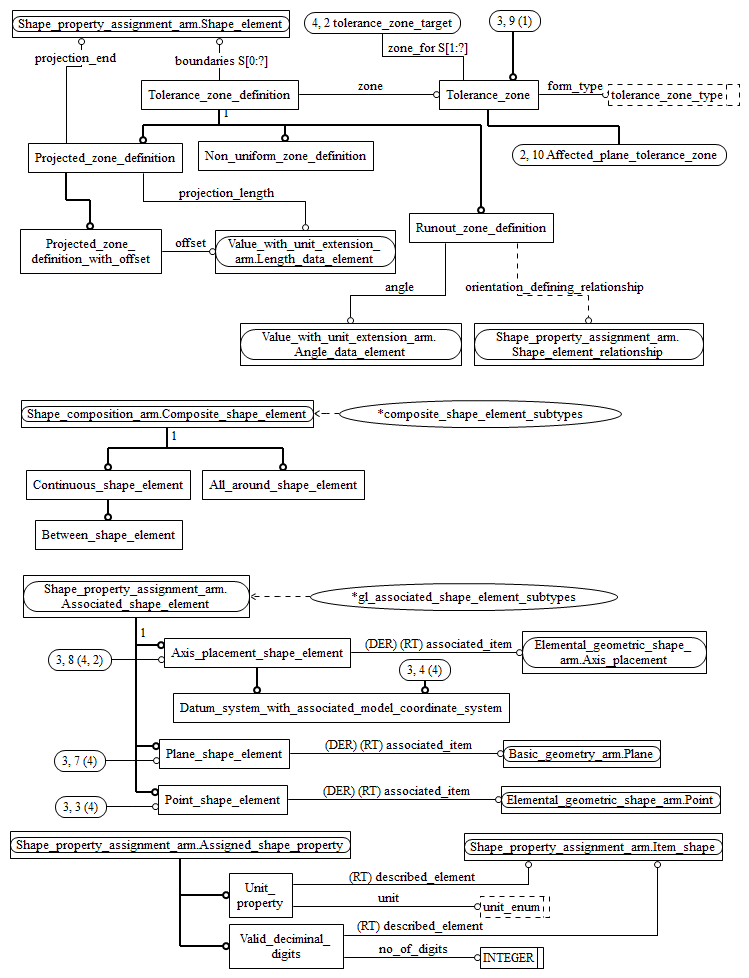 Shape_property_assignment_arm.Shape_element
4, 2 tolerance_zone_target
3, 9 (1)
projection_end
boundaries S[0:?]
zone_for S[1:?]
Tolerance_zone_definition
zone
Tolerance_zone
form_type
tolerance_zone_type
1
Projected_zone_definition
Non_uniform_zone_definition
2, 10 Affected_plane_tolerance_zone
projection_length
Projected_zone_
definition_with_offset
offset
Value_with_unit_extension_
arm.Length_data_element
Runout_zone_definition
angle
orientation_defining_relationship
Value_with_unit_extension_arm.
Angle_data_element
Shape_property_assignment_arm.
Shape_element_relationship
Shape_composition_arm.Composite_shape_element
*composite_shape_element_subtypes
1
Continuous_shape_element
All_around_shape_element
Between_shape_element
Shape_property_assignment_arm.
Associated_shape_element
*gl_associated_shape_element_subtypes
1
3, 8 (4, 2)
Axis_placement_shape_element
(DER) (RT) associated_item
Elemental_geometric_shape_
arm.Axis_placement
3, 4 (4)
Datum_system_with_associated_model_coordinate_system
3, 7 (4)
Plane_shape_element
(DER) (RT) associated_item
Basic_geometry_arm.Plane
3, 3 (4)
Point_shape_element
(DER) (RT) associated_item
Elemental_geometric_shape_arm.Point
Shape_property_assignment_arm.Assigned_shape_property
Shape_property_assignment_arm.Item_shape
Unit_
property
(RT) described_element
unit
unit_enum
Valid_deciminal_
digits
(RT) described_element
no_of_digits
INTEGER